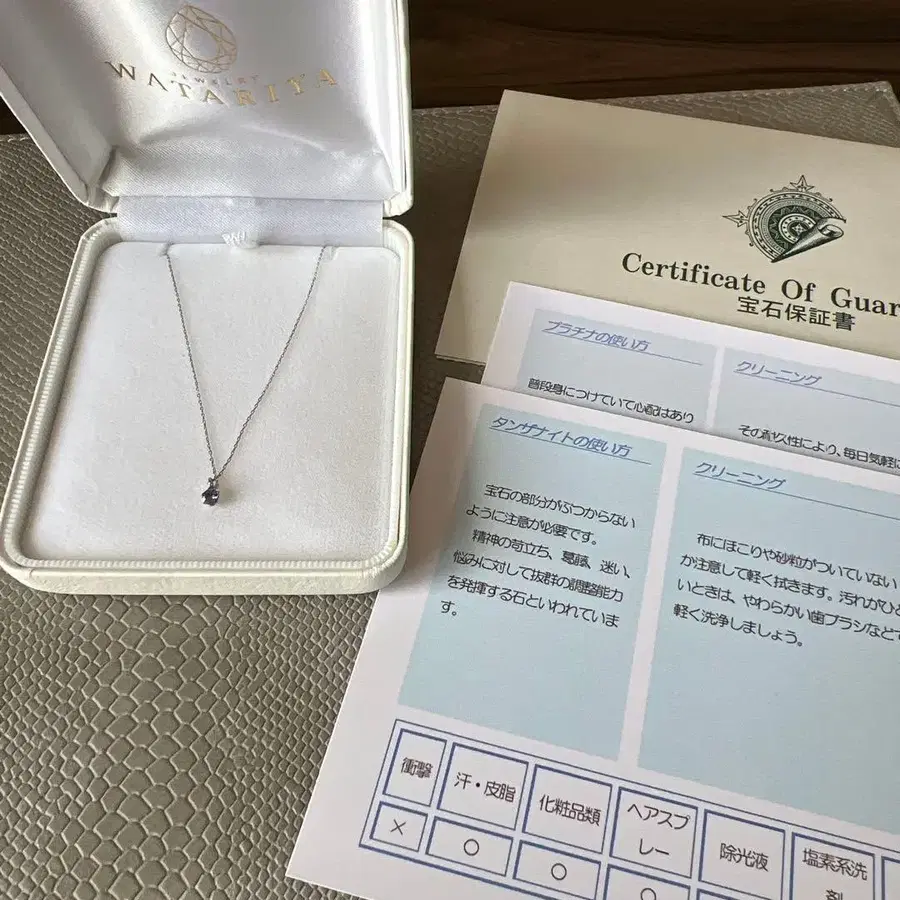 JEWELRY
WATARIYA
Certificate Of Guar
宝石保証書
プラチナの使い方
普段身につけていて心配はあり
クリーニング
その耐久性により、毎日気軽に
タンザナイトの使い方
宝石の部分がぶつからない
ように注意が必要です。
精神の苛立ち、葛藤、迷い、
悩みに対して抜群の調整能力
を発揮する石といわれていま
す。
クリーニング
布にほこりや砂粒がついていない
か注意して軽く拭きます。汚れがひ
いときは、やわらかい歯ブラシなどで
軽く洗浄しましょう。
衝撃 汗・皮脂 化粧品類 ヘアスプ
レー 除光液 塩素系洗
剤
× ○ ○ ○